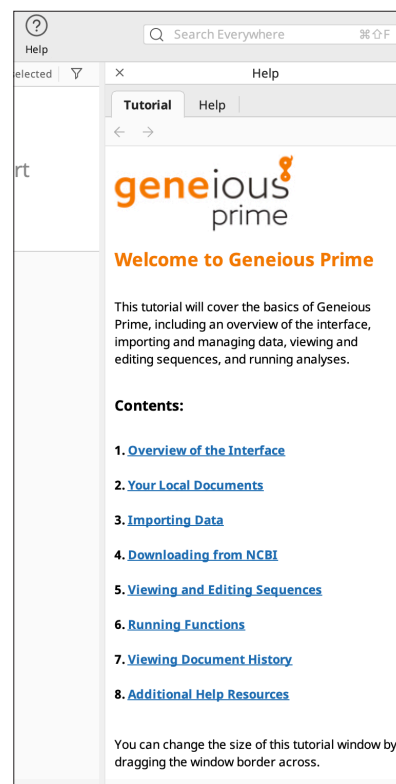 Help
Search Everywhere ⌘⇧F
elected
× Help
Tutorial Help
← →
rt
geneious
prime
Welcome to Geneious Prime
This tutorial will cover the basics of Geneious
Prime, including an overview of the interface,
importing and managing data, viewing and
editing sequences, and running analyses.
Contents:
1. Overview of the Interface
2. Your Local Documents
3. Importing Data
4. Downloading from NCBI
5. Viewing and Editing Sequences
6. Running Functions
7. Viewing Document History
8. Additional Help Resources
You can change the size of this tutorial window by
dragging the window border across.